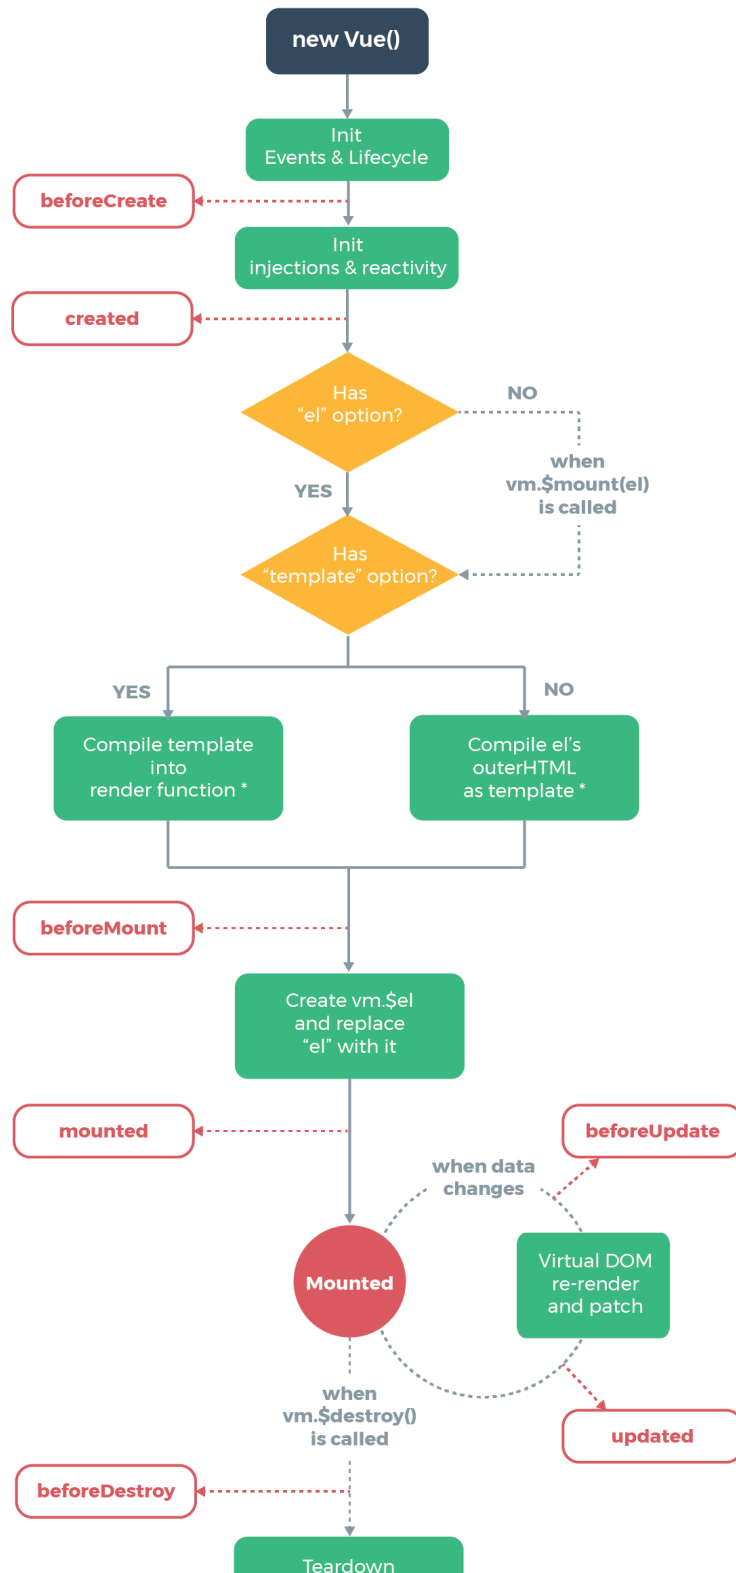 new Vue()
Init
Events & Lifecycle
beforeCreate
Init
injections & reactivity
created
Has
“el” option?
NO
when
vm.$mount(el)
is called
YES
Has
“template” option?
YES
NO
Compile template
into
render function *
Compile el’s
outerHTML
as template *
beforeMount
Create vm.$el
and replace
“el” with it
mounted
beforeUpdate
when data
changes
Mounted
Virtual DOM
re-render
and patch
when
vm.$destroy()
is called
updated
beforeDestroy
Teardown